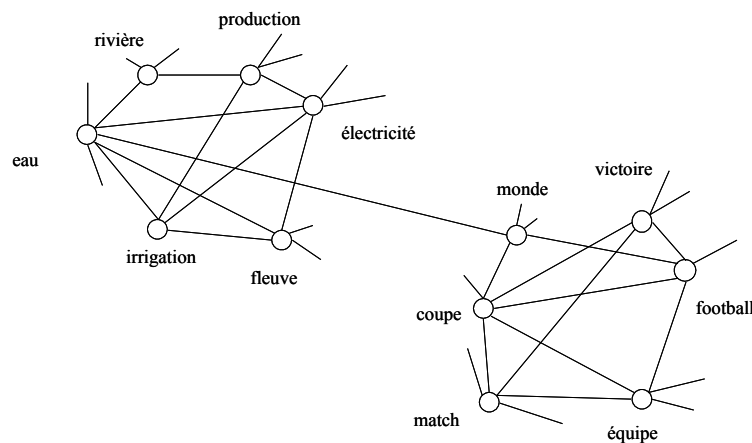 production
rivière
électricité
eau
victoire
monde
irrigation
fleuve
football
coupe
match
équipe